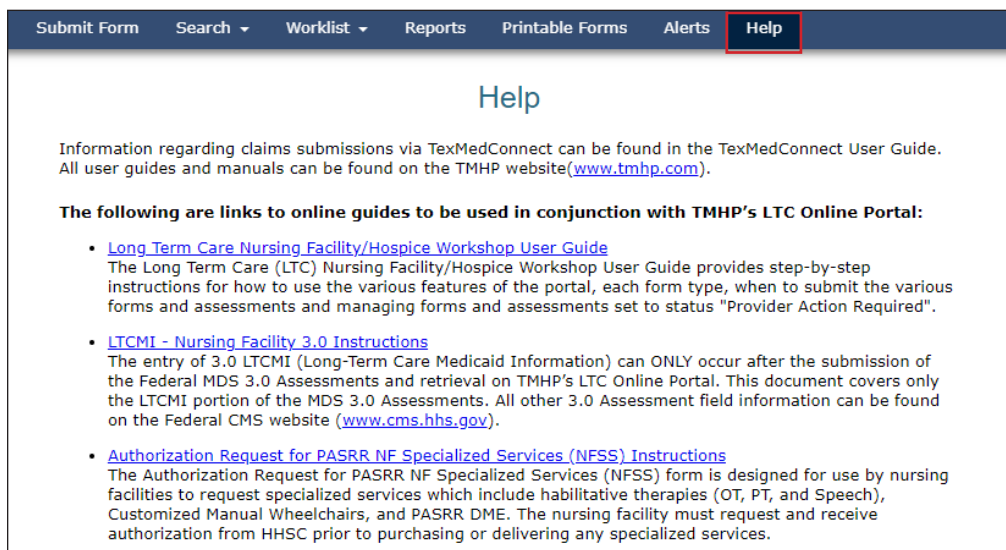 Submit Form Search Worklist Reports Printable Forms Alerts Help
Help
Information regarding claims submissions via TexMedConnect can be found in the TexMedConnect User Guide.
All user guides and manuals can be found on the TMHP website(www.tmhp.com).
The following are links to online guides to be used in conjunction with TMHP's LTC Online Portal:
• Long Term Care Nursing Facility/Hospice Workshop User Guide
The Long Term Care (LTC) Nursing Facility/Hospice Workshop User Guide provides step-by-step
instructions for how to use the various features of the portal, each form type, when to submit the various
forms and assessments and managing forms and assessments set to status "Provider Action Required".
• LTCMI - Nursing Facility 3.0 Instructions
The entry of 3.0 LTCMI (Long-Term Care Medicaid Information) can ONLY occur after the submission of
the Federal MDS 3.0 Assessments and retrieval on TMHP's LTC Online Portal. This document covers only
the LTCMI portion of the MDS 3.0 Assessments. All other 3.0 Assessment field information can be found
on the Federal CMS website (www.cms.hhs.gov).
• Authorization Request for PASRR NF Specialized Services (NFSS) Instructions
The Authorization Request for PASRR NF Specialized Services (NFSS) form is designed for use by nursing
facilities to request specialized services which include habilitative therapies (OT, PT, and Speech),
Customized Manual Wheelchairs, and PASRR DME. The nursing facility must request and receive
authorization from HHSC prior to purchasing or delivering any specialized services.